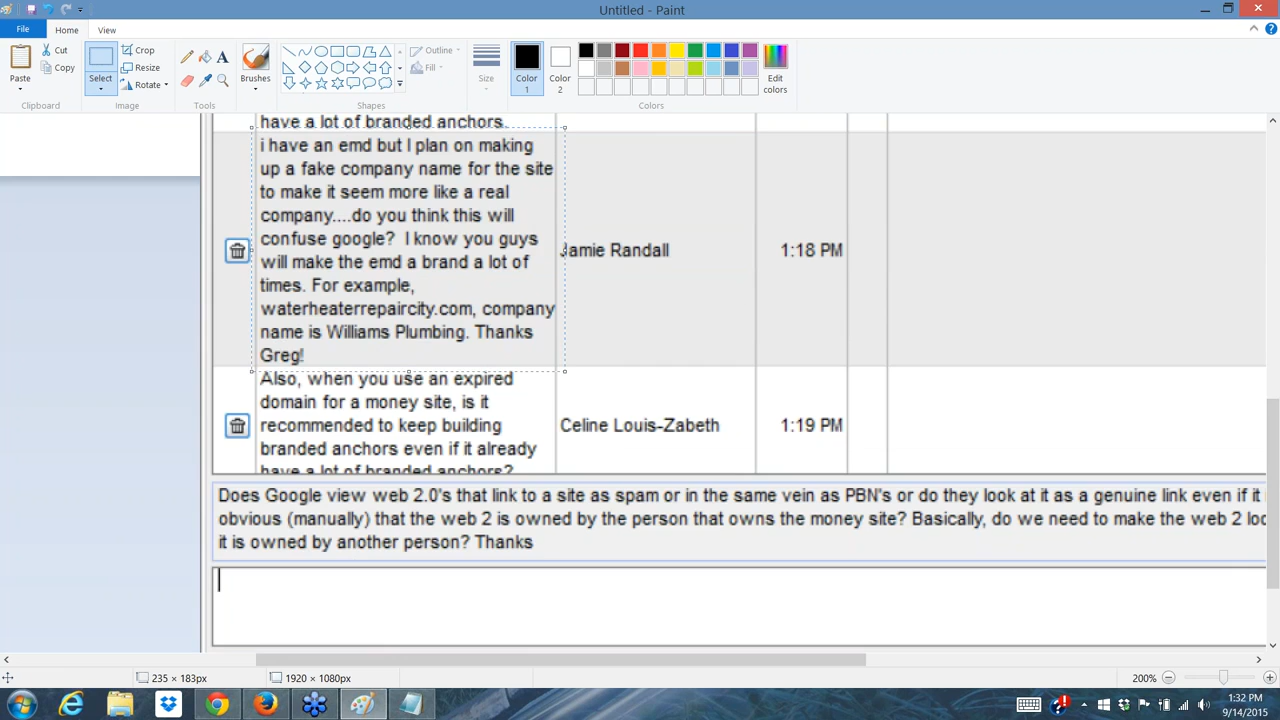 Untitled - Paint
File
Home
View
Paste
Cut
Copy
Clipboard
Select
Crop
Resize
Rotate
Image
Tools
Brushes
Shapes
Outline
Fill
Size
Color
1
Color
2
Edit
colors
Colors
have a lot of branded anchors.
i have an emd but I plan on making
up a fake company name for the site
to make it seem more like a real
company....do you think this will
confuse google?  I know you guys
will make the emd a brand a lot of
times. For example,
waterheaterrepaircity.com, company
name is Williams Plumbing. Thanks
Greg!
Jamie Randall
1:18 PM
Also, when you use an expired
domain for a money site, is it
recommended to keep building
branded anchors even if it already
have a lot of branded anchors?
Celine Louis-Zabeth
1:19 PM
Does Google view web 2.0's that link to a site as spam or in the same vein as PBN's or do they look at it as a genuine link even if it
obvious (manually) that the web 2 is owned by the person that owns the money site? Basically, do we need to make the web 2
it is owned by another person? Thanks
235 × 183px
1920 × 1080px
200%
1:32 PM
9/14/2015